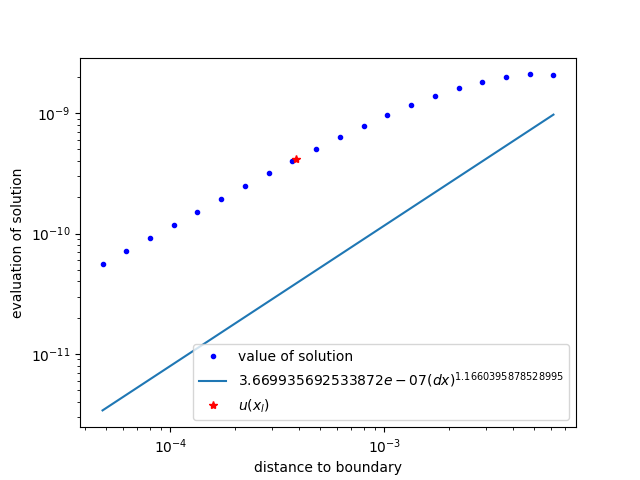 10⁻⁹
10⁻¹⁰
10⁻¹¹
evaluation of solution
value of solution
3.669935692533872e − 07(dx)^1.1660395878528995
u(x_l)
10⁻⁴
10⁻³
distance to boundary